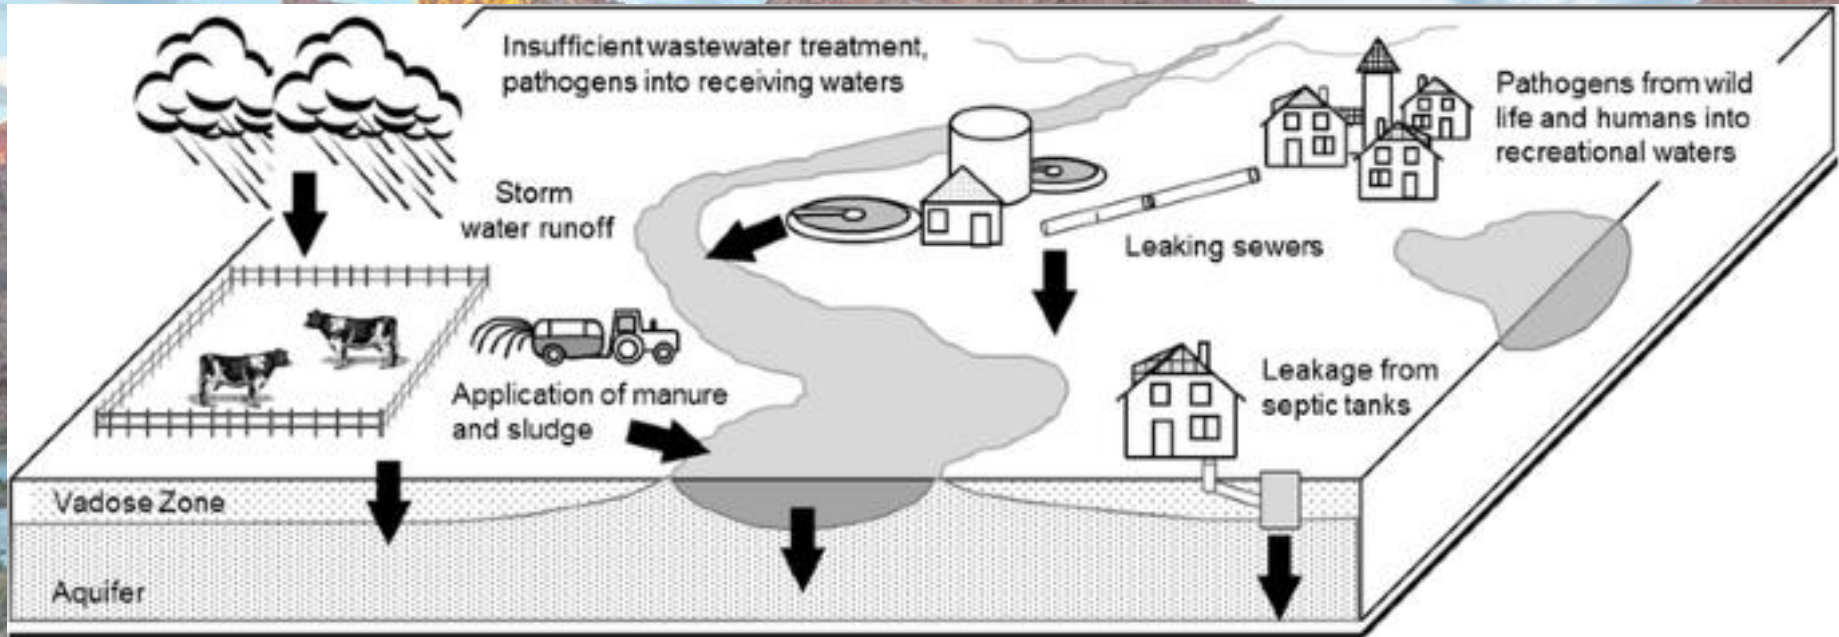 Insufficient wastewater treatment,
pathogens into receiving waters
Pathogens from wild
life and humans into
recreational waters
Storm
water runoff
Leaking sewers
Application of manure
and sludge
Leakage from
septic tanks
Vadose Zone
Aquifer